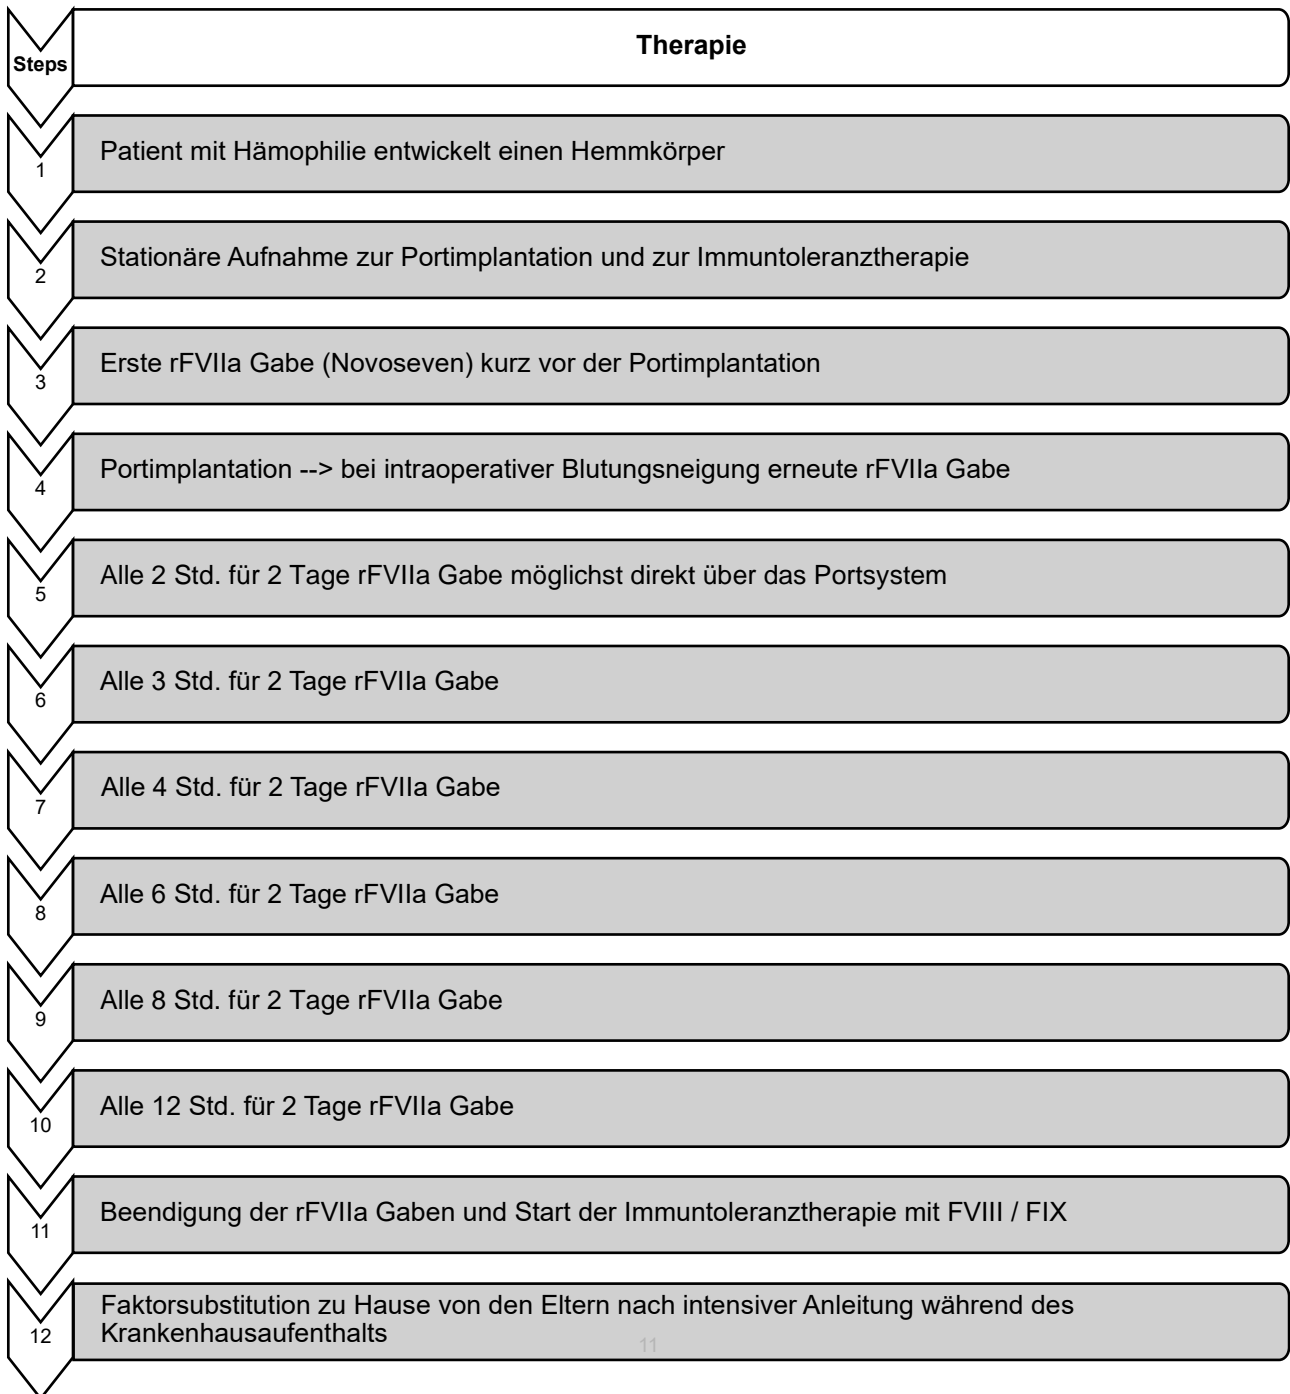 Steps
Therapie
1
Patient mit Hämophilie entwickelt einen Hemmkörper
2
Stationäre Aufnahme zur Portimplantation und zur Immuntoleranztherapie
3
Erste rFVIIa Gabe (Novoseven) kurz vor der Portimplantation
4
Portimplantation --> bei intraoperativer Blutungsneigung erneute rFVIIa Gabe
5
Alle 2 Std. für 2 Tage rFVIIa Gabe möglichst direkt über das Portsystem
6
Alle 3 Std. für 2 Tage rFVIIa Gabe
7
Alle 4 Std. für 2 Tage rFVIIa Gabe
8
Alle 6 Std. für 2 Tage rFVIIa Gabe
9
Alle 8 Std. für 2 Tage rFVIIa Gabe
10
Alle 12 Std. für 2 Tage rFVIIa Gabe
11
Beendigung der rFVIIa Gaben und Start der Immuntoleranztherapie mit FVIII / FIX
12
Faktorsubstitution zu Hause von den Eltern nach intensiver Anleitung während des
Krankenhausaufenthalts
11